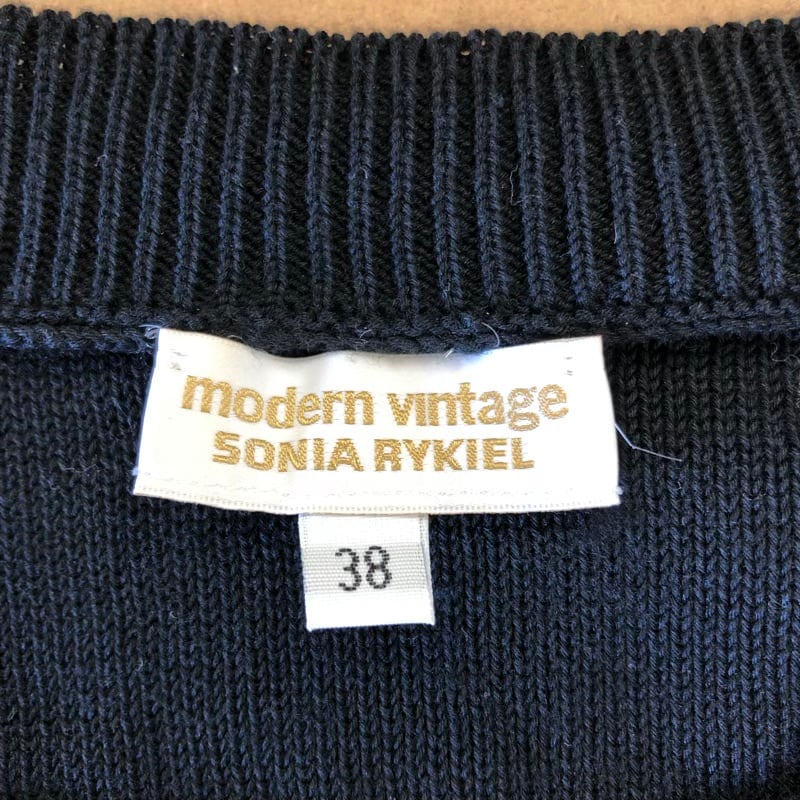 modern vintage
SONIA RYKIEL
38